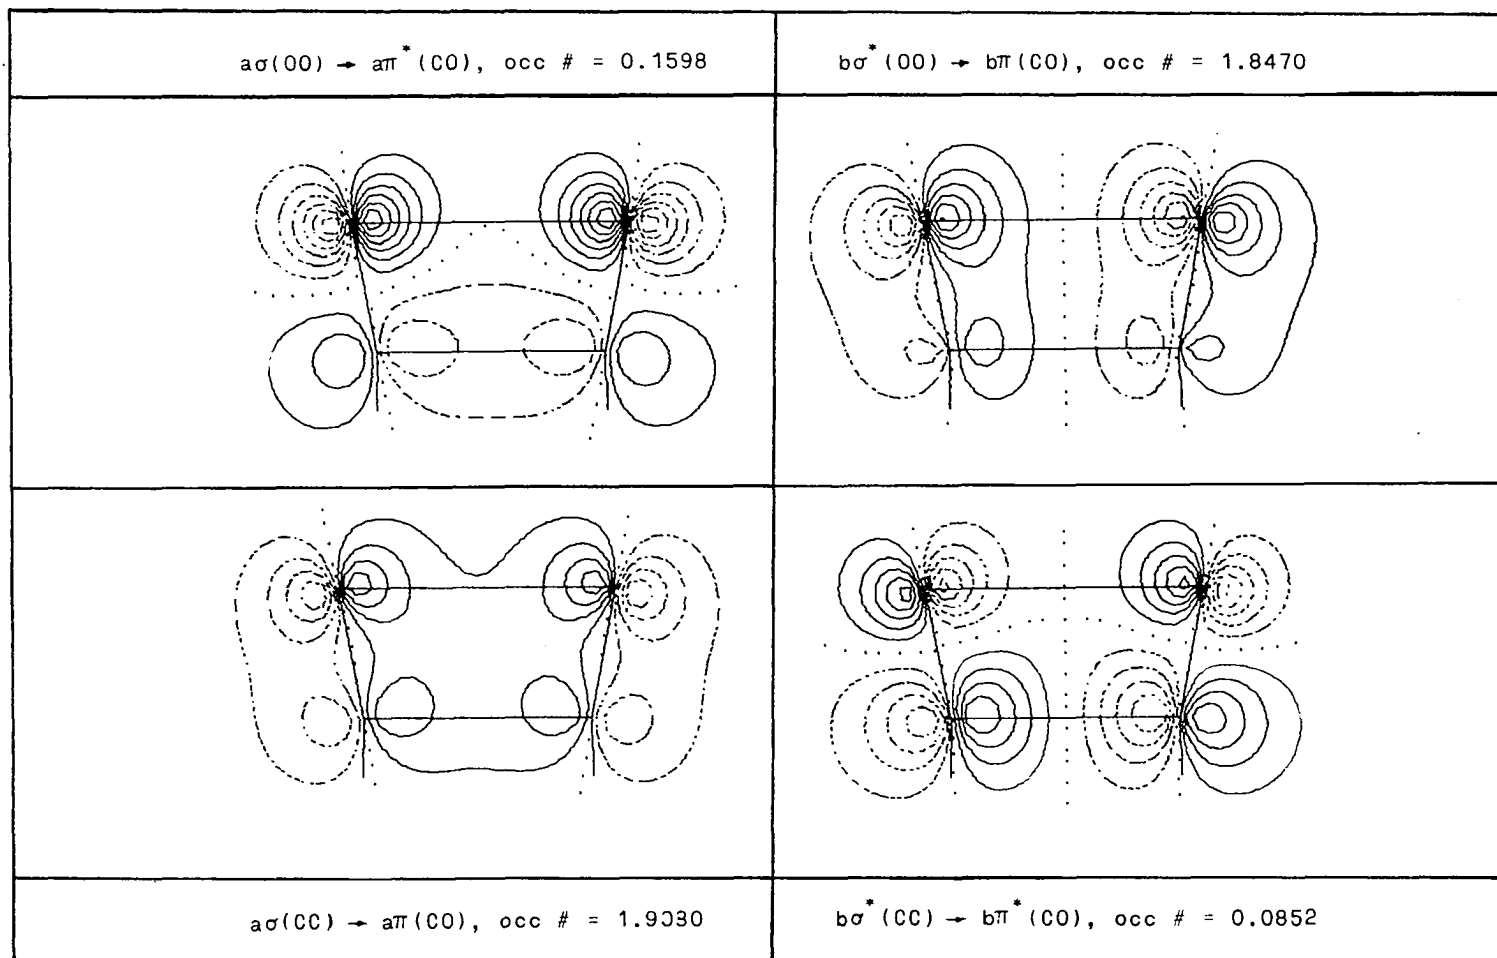 aσ(OO) → aπ*(CO), occ # = 0.1598
bσ*(OO) → bπ(CO), occ # = 1.8470
aσ(CC) → aπ(CO), occ # = 1.9030
bσ*(CC) → bπ*(CO), occ # = 0.0852